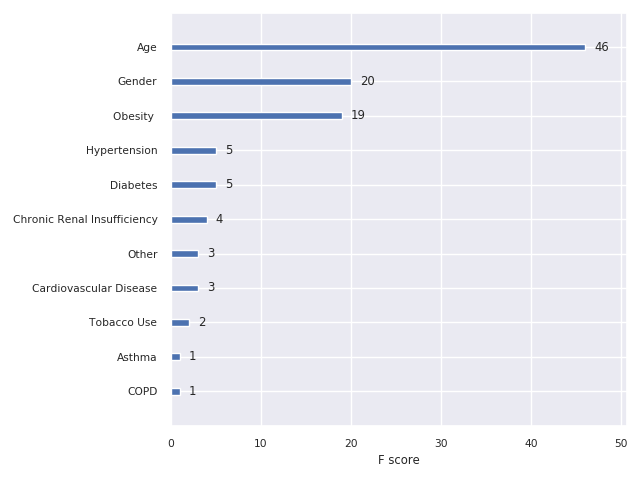 Age 46
Gender 20
Obesity 19
Hypertension 5
Diabetes 5
Chronic Renal Insufficiency 4
Other 3
Cardiovascular Disease 3
Tobacco Use 2
Asthma 1
COPD 1
0 10 20 30 40 50
F score